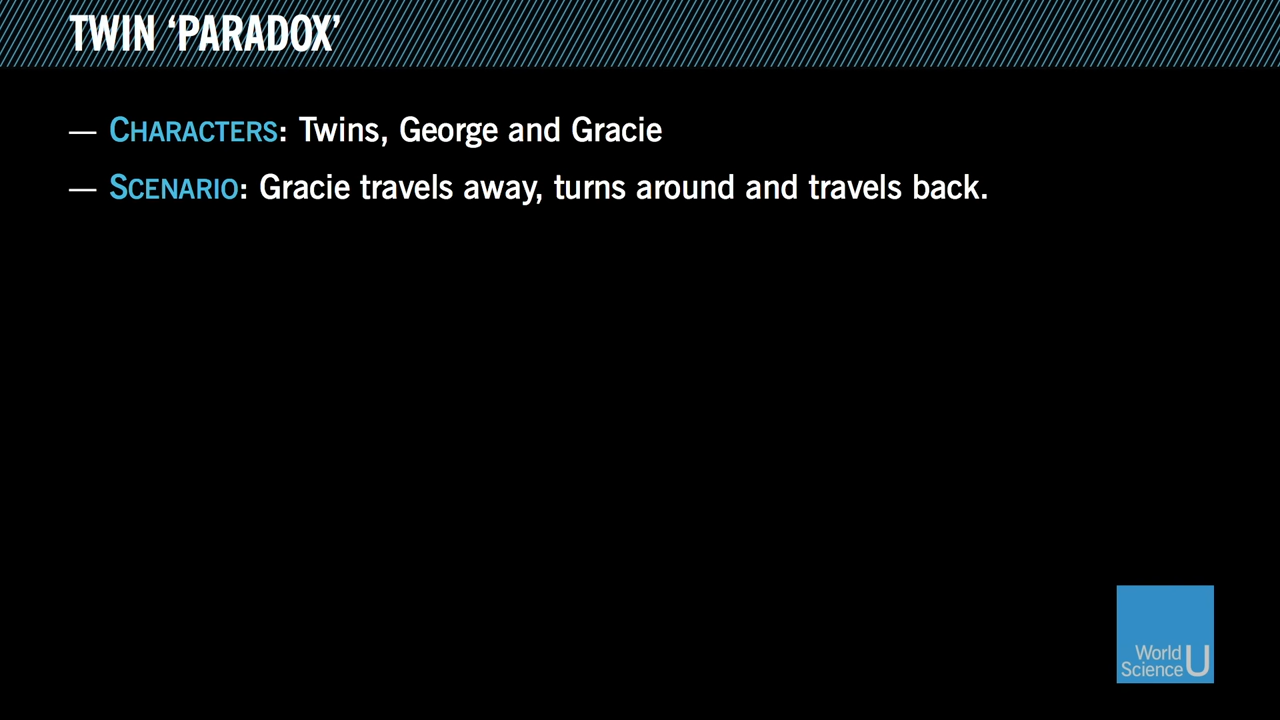 TWIN ‘PARADOX’
— CHARACTERS: Twins, George and Gracie
— SCENARIO: Gracie travels away, turns around and travels back.
World
Science U